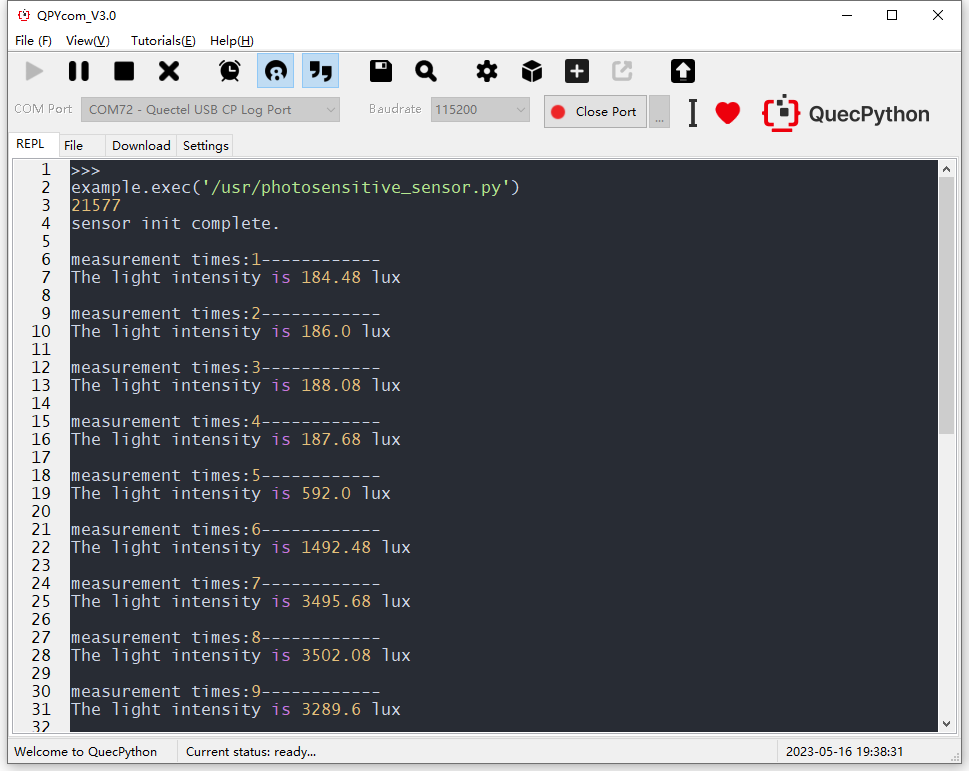 QPYcom_V3.0
File (F) View(V) Tutorials(E) Help(H)
COM Port COM72 - Quectel USB CP Log Port Baudrate 115200 Close Port ... QuecPython
REPL File Download Settings
1 >>>
2 example.exec('/usr/photosensitive_sensor.py')
3 21577
4 sensor init complete.
5
6 measurement times:1------------
7 The light intensity is 184.48 lux
8
9 measurement times:2------------
10 The light intensity is 186.0 lux
11
12 measurement times:3------------
13 The light intensity is 188.08 lux
14
15 measurement times:4------------
16 The light intensity is 187.68 lux
17
18 measurement times:5------------
19 The light intensity is 592.0 lux
20
21 measurement times:6------------
22 The light intensity is 1492.48 lux
23
24 measurement times:7------------
25 The light intensity is 3495.68 lux
26
27 measurement times:8------------
28 The light intensity is 3502.08 lux
29
30 measurement times:9------------
31 The light intensity is 3289.6 lux
32
Welcome to QuecPython Current status: ready... 2023-05-16 19:38:31